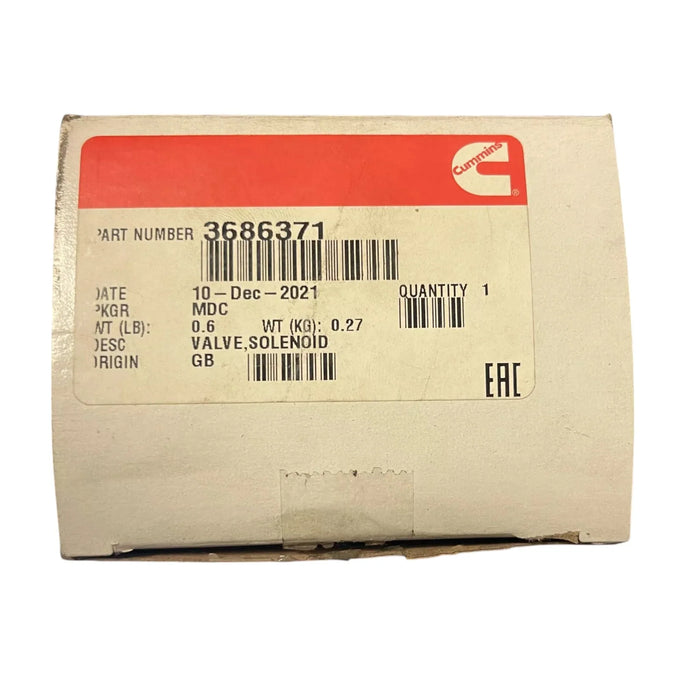 Cummins
®
PART NUMBER 3686371
DATE 10-Dec-2021 QUANTITY 1
PKGR MDC
WT (LB): 0.6 WT (KG): 0.27
DESC VALVE,SOLENOID
ORIGIN GB
EAC